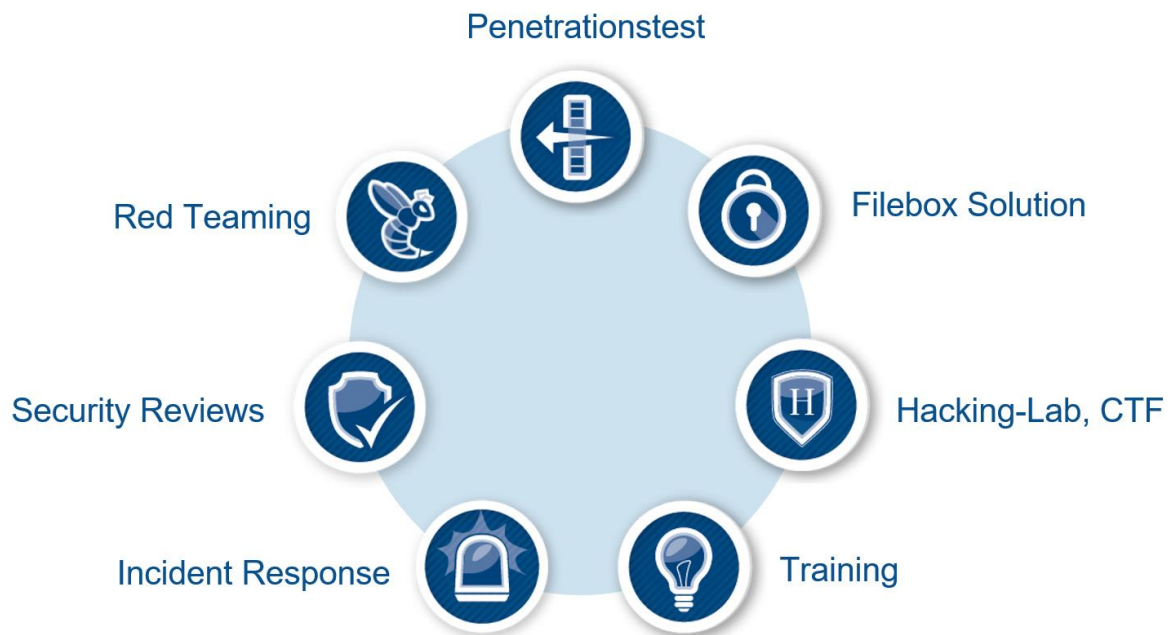 Penetrationstest
Red Teaming
Filebox Solution
Security Reviews
H
Hacking-Lab, CTF
Incident Response
Training